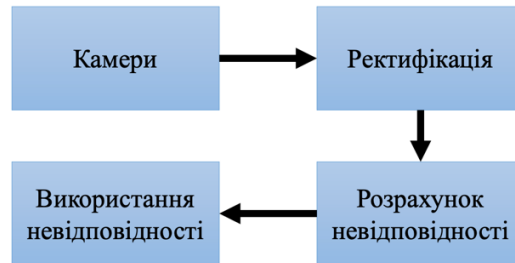 Камери
Ректифікація
Розрахунок
невідповідності
Використання
невідповідності